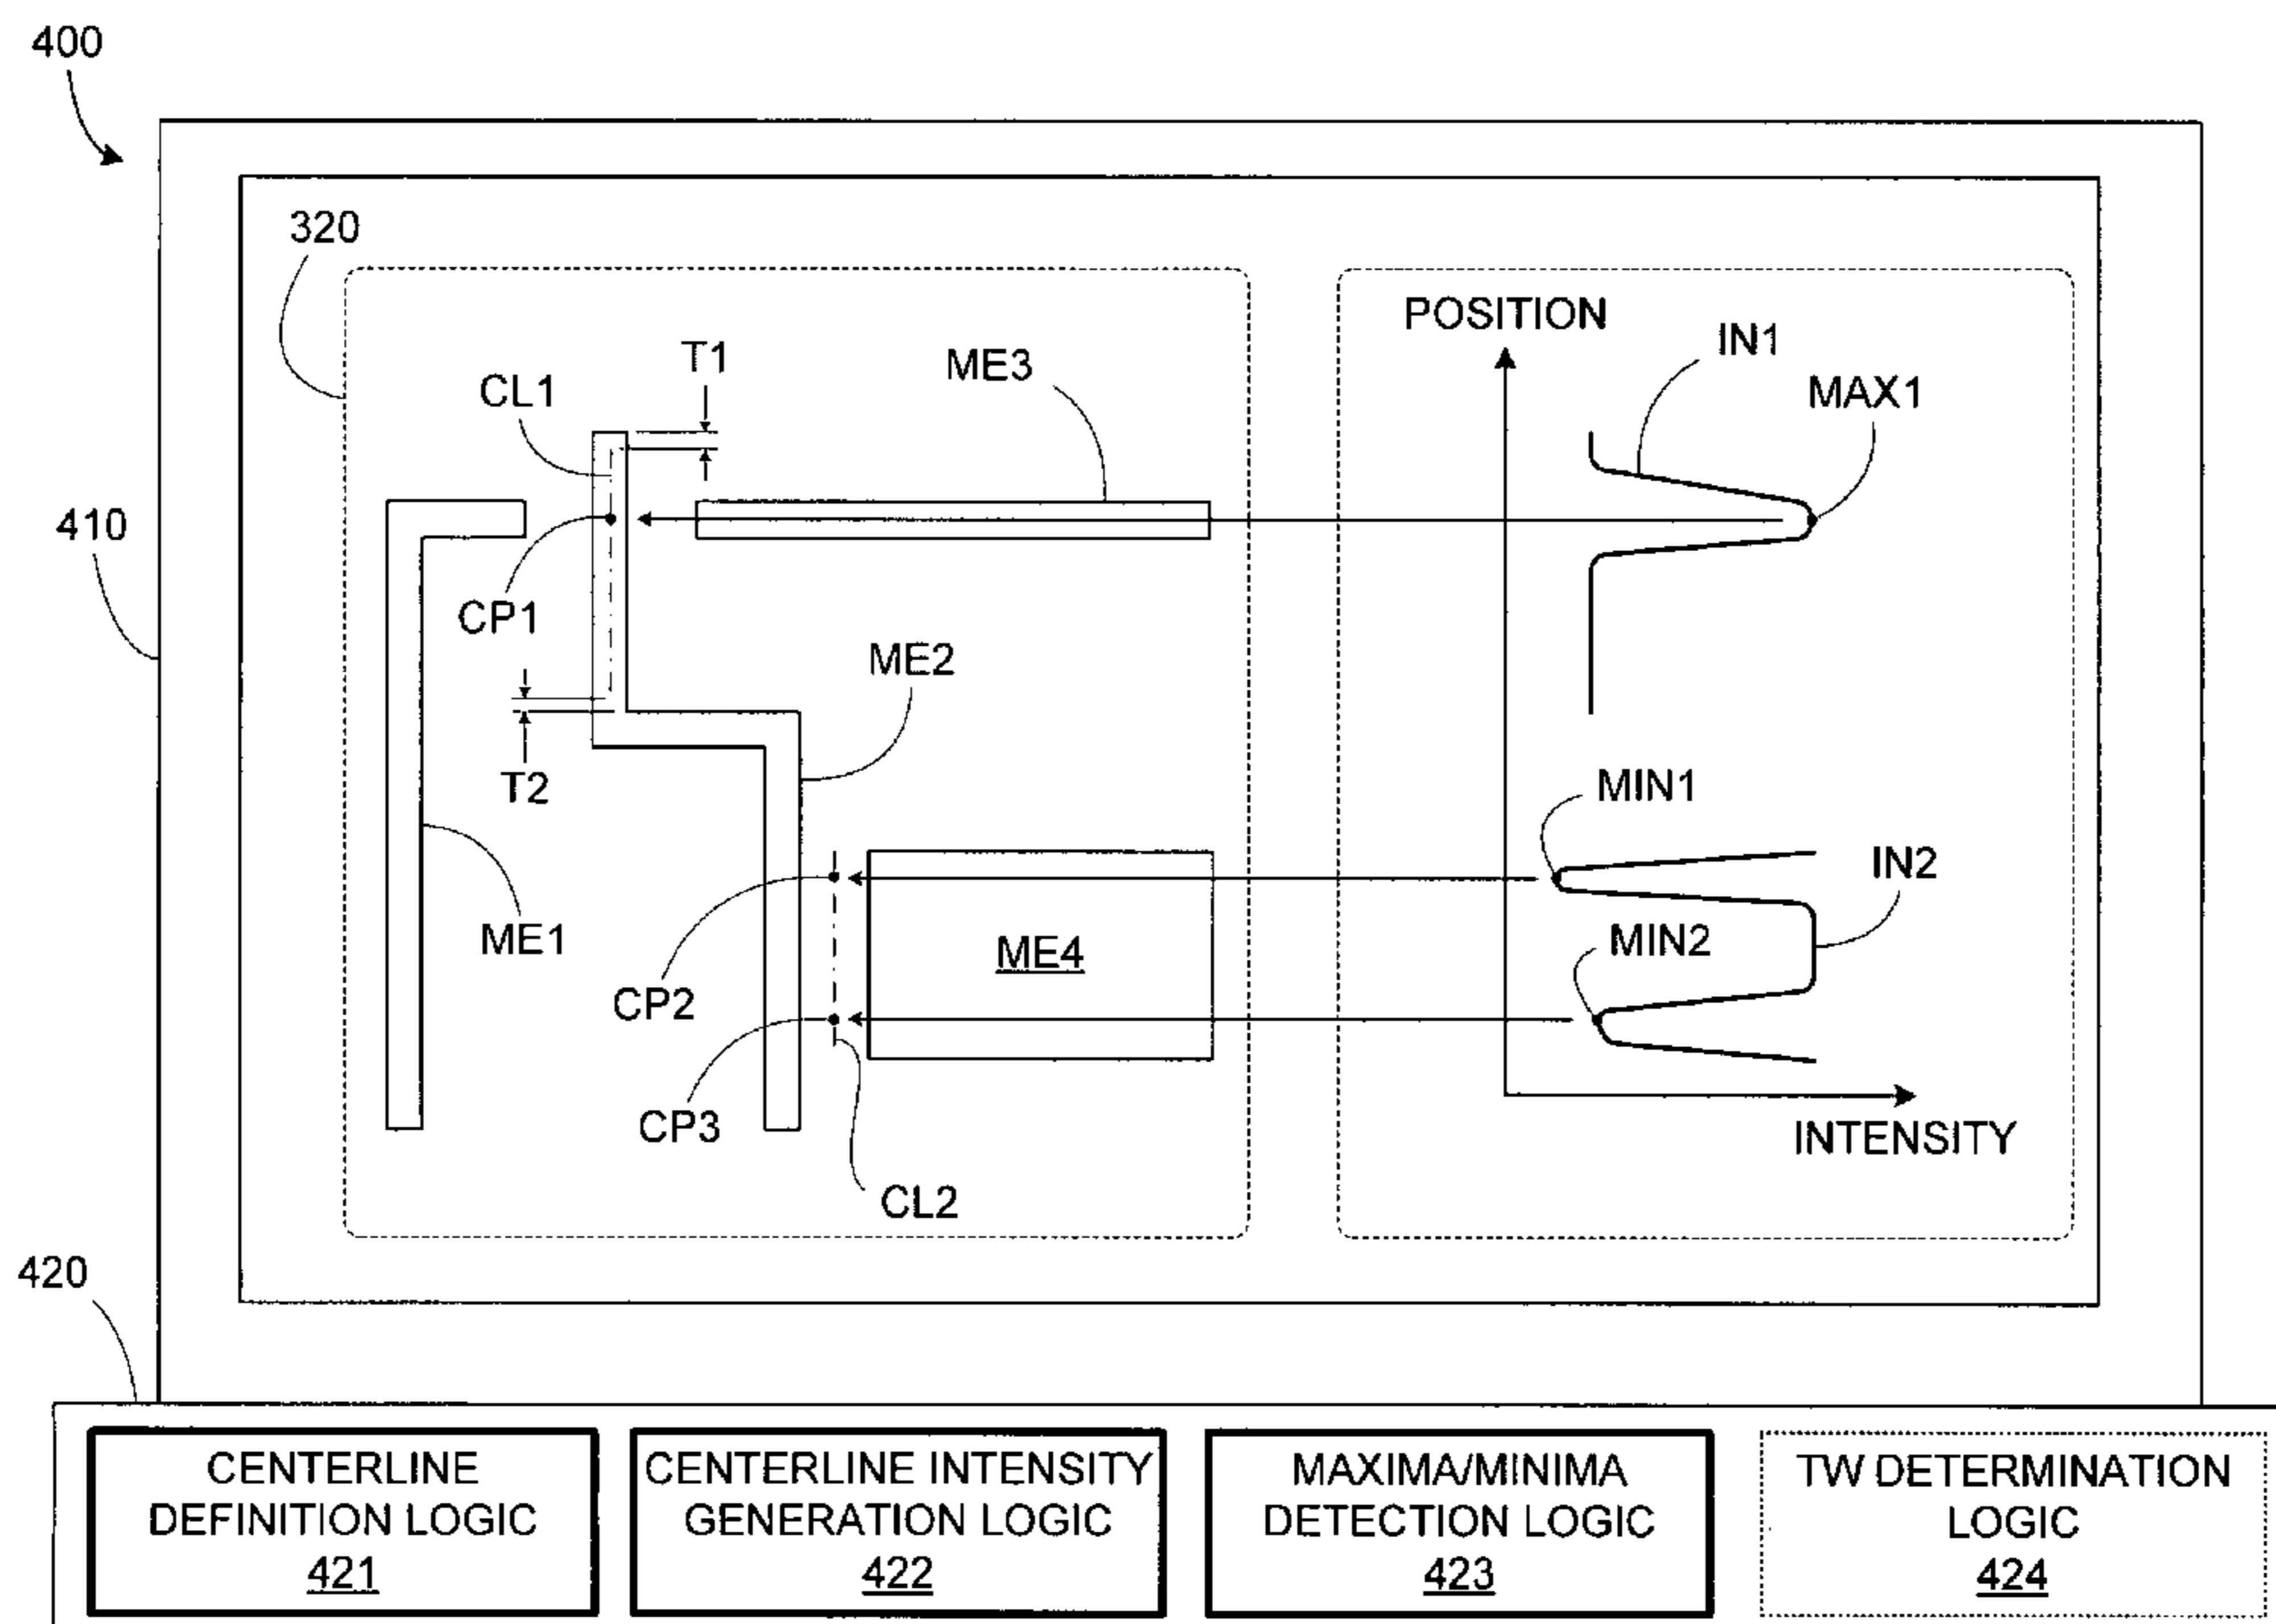 400
320
POSITION
IN1
T1
ME3
CL1
MAX1
410
CP1
ME2
T2
MIN1
IN2
ME1
MIN2
ME4
CP2
CP3
INTENSITY
CL2
420
CENTERLINE
DEFINITION LOGIC
421
CENTERLINE INTENSITY
GENERATION LOGIC
422
MAXIMA/MINIMA
DETECTION LOGIC
423
TW DETERMINATION
LOGIC
424